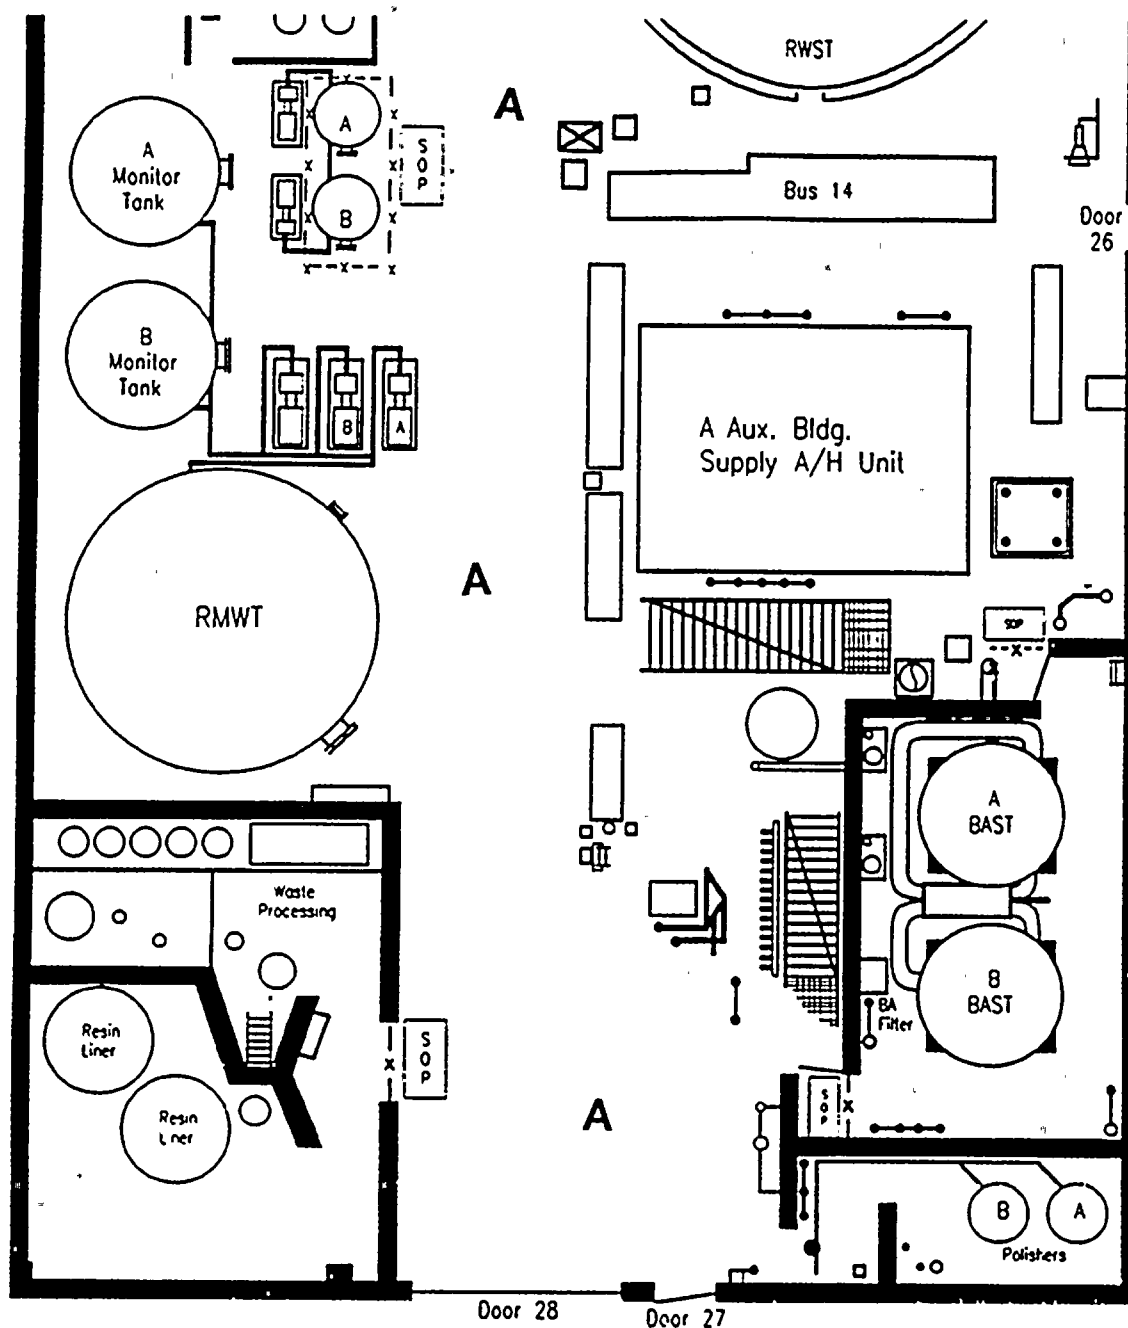 RWST
A
A
S
O
P
A
Monitor
Tank
B
Bus 14
Door
26
B
Monitor
Tank
B
A
A Aux. Bldg.
Supply A/H Unit
A
RMWT
SOP
A
BAST
Waste
Processing
B
BAST
BA
Filter
Resin
Liner
S
O
P
Resin
L ner
A
S
O
P
B
A
Polishers
Door 28
Door 27